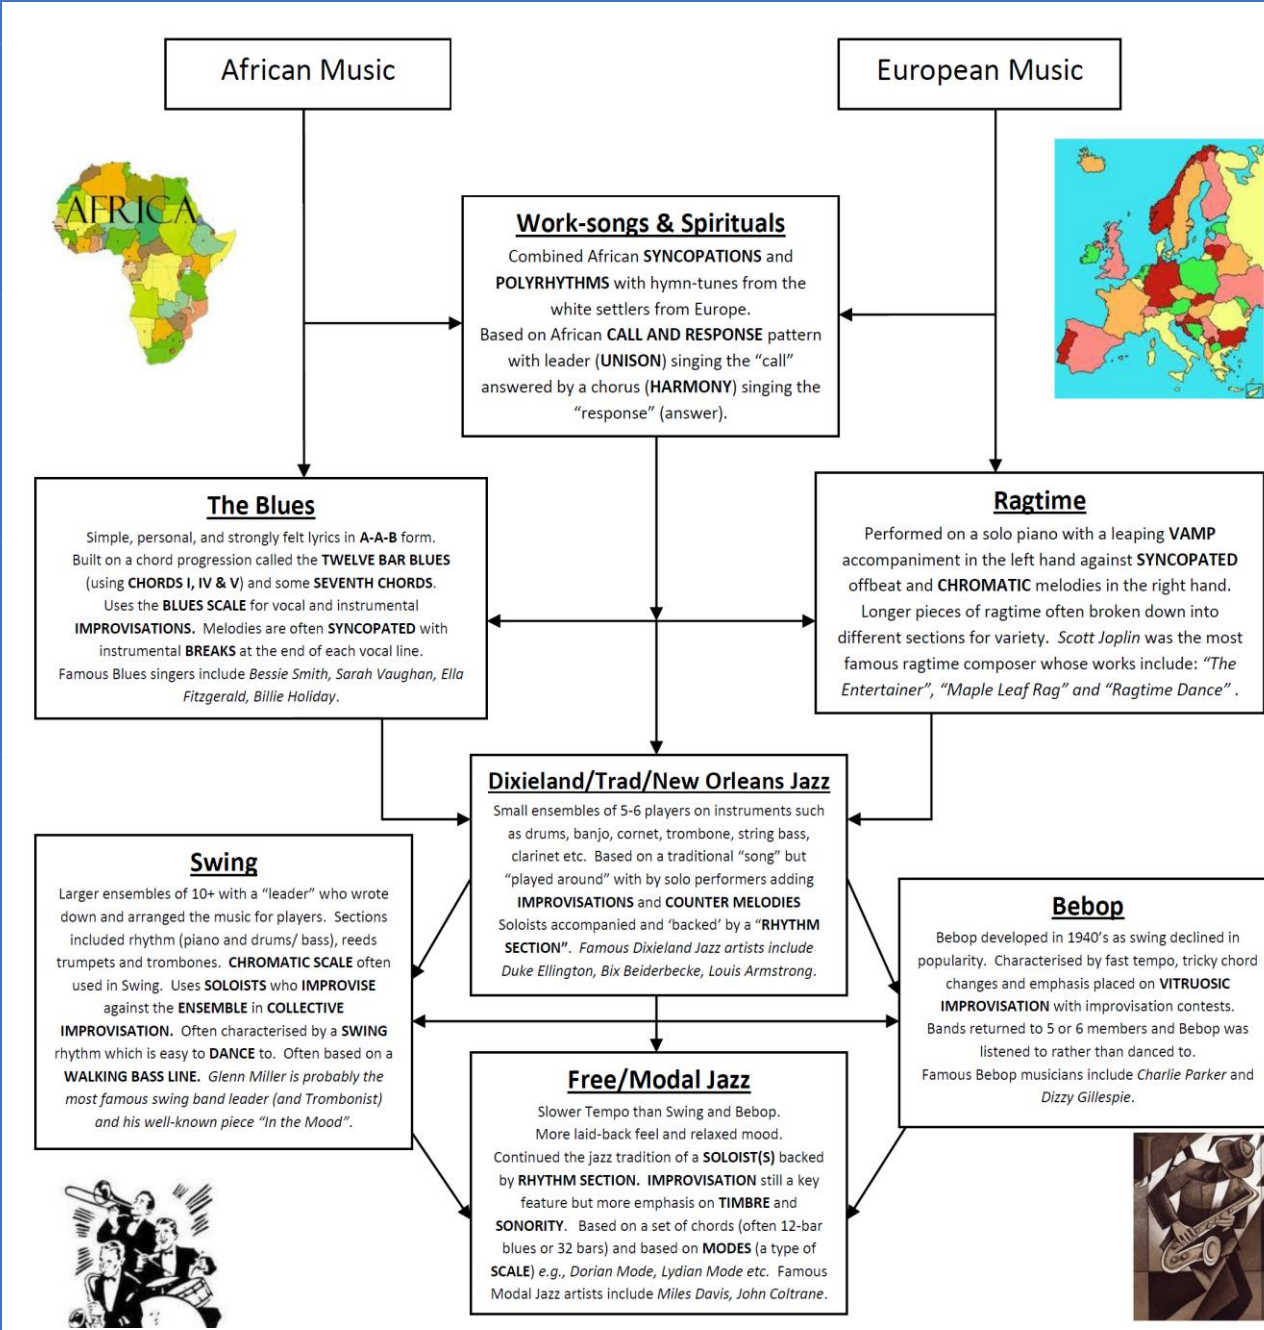 African Music
European Music
AFRICA
Work-songs & Spirituals
Combined African SYNCOPATIONS and
POLYRHYTHMS with hymn-tunes from the
white settlers from Europe.
Based on African CALL AND RESPONSE pattern
with leader (UNISON) singing the “call”
answered by a chorus (HARMONY) singing the
“response” (answer).
The Blues
Simple, personal, and strongly felt lyrics in A-A-B form.
Built on a chord progression called the TWELVE BAR BLUES
(using CHORDS I, IV & V) and some SEVENTH CHORDS.
Uses the BLUES SCALE for vocal and instrumental
IMPROVISATIONS. Melodies are often SYNCOPATED with
instrumental BREAKS at the end of each vocal line.
Famous Blues singers include Bessie Smith, Sarah Vaughan, Ella
Fitzgerald, Billie Holiday.
Ragtime
Performed on a solo piano with a leaping VAMP
accompaniment in the left hand against SYNCOPATED
offbeat and CHROMATIC melodies in the right hand.
Longer pieces of ragtime often broken down into
different sections for variety. Scott Joplin was the most
famous ragtime composer whose works include: “The
Entertainer”, “Maple Leaf Rag” and “Ragtime Dance” .
Dixieland/Trad/New Orleans Jazz
Small ensembles of 5-6 players on instruments such
as drums, banjo, cornet, trombone, string bass,
clarinet etc. Based on a traditional “song” but
“played around” with by solo performers adding
IMPROVISATIONS and COUNTER MELODIES
Soloists accompanied and ‘backed’ by a “RHYTHM
SECTION”. Famous Dixieland Jazz artists include
Duke Ellington, Bix Beiderbecke, Louis Armstrong.
Swing
Larger ensembles of 10+ with a “leader” who wrote
down and arranged the music for players. Sections
included rhythm (piano and drums/ bass), reeds
trumpets and trombones. CHROMATIC SCALE often
used in Swing. Uses SOLOISTS who IMPROVISE
against the ENSEMBLE in COLLECTIVE
IMPROVISATION. Often characterised by a SWING
rhythm which is easy to DANCE to. Often based on a
WALKING BASS LINE. Glenn Miller is probably the
most famous swing band leader (and Trombonist)
and his well-known piece “In the Mood”.
Bebop
Bebop developed in 1940’s as swing declined in
popularity. Characterised by fast tempo, tricky chord
changes and emphasis placed on VITRUOSIC
IMPROVISATION with improvisation contests.
Bands returned to 5 or 6 members and Bebop was
listened to rather than danced to.
Famous Bebop musicians include Charlie Parker and
Dizzy Gillespie.
Free/Modal Jazz
Slower Tempo than Swing and Bebop.
More laid-back feel and relaxed mood.
Continued the jazz tradition of a SOLOIST(S) backed
by RHYTHM SECTION. IMPROVISATION still a key
feature but more emphasis on TIMBRE and
SONORITY. Based on a set of chords (often 12-bar
blues or 32 bars) and based on MODES (a type of
SCALE) e.g., Dorian Mode, Lydian Mode etc. Famous
Modal Jazz artists include Miles Davis, John Coltrane.